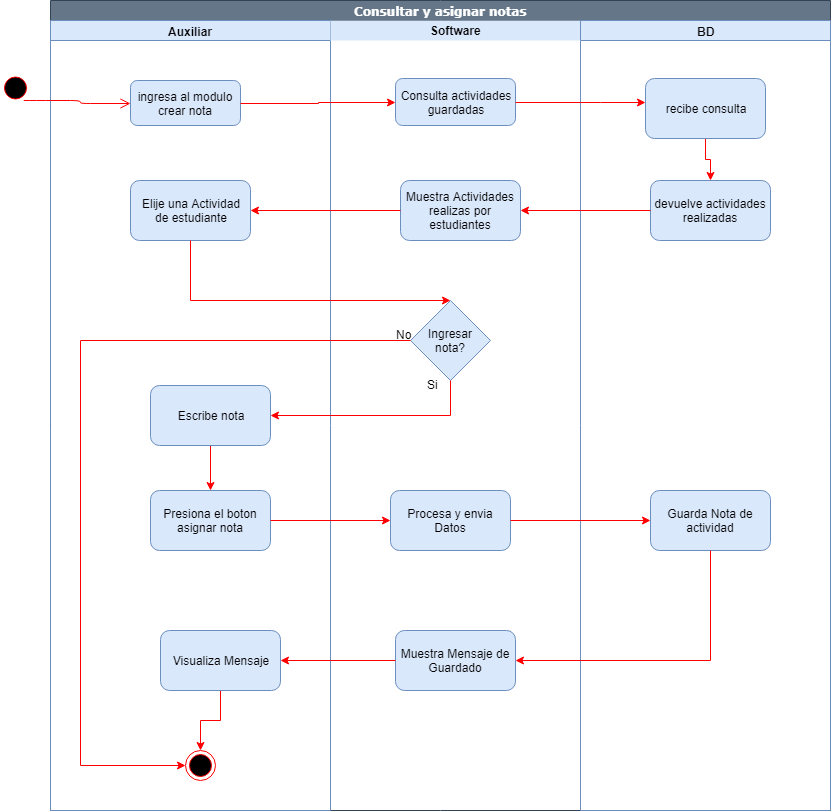 Consultar y asignar notas
Auxiliar
Software
BD
ingresa al modulo
crear nota
Consulta actividades
guardadas
recibe consulta
Elije una Actividad
de estudiante
Muestra Actividades
realizas por
estudiantes
devuelve actividades
realizadas
No
Ingresar
nota?
Si
Escribe nota
Presiona el boton
asignar nota
Procesa y envia
Datos
Guarda Nota de
actividad
Visualiza Mensaje
Muestra Mensaje de
Guardado